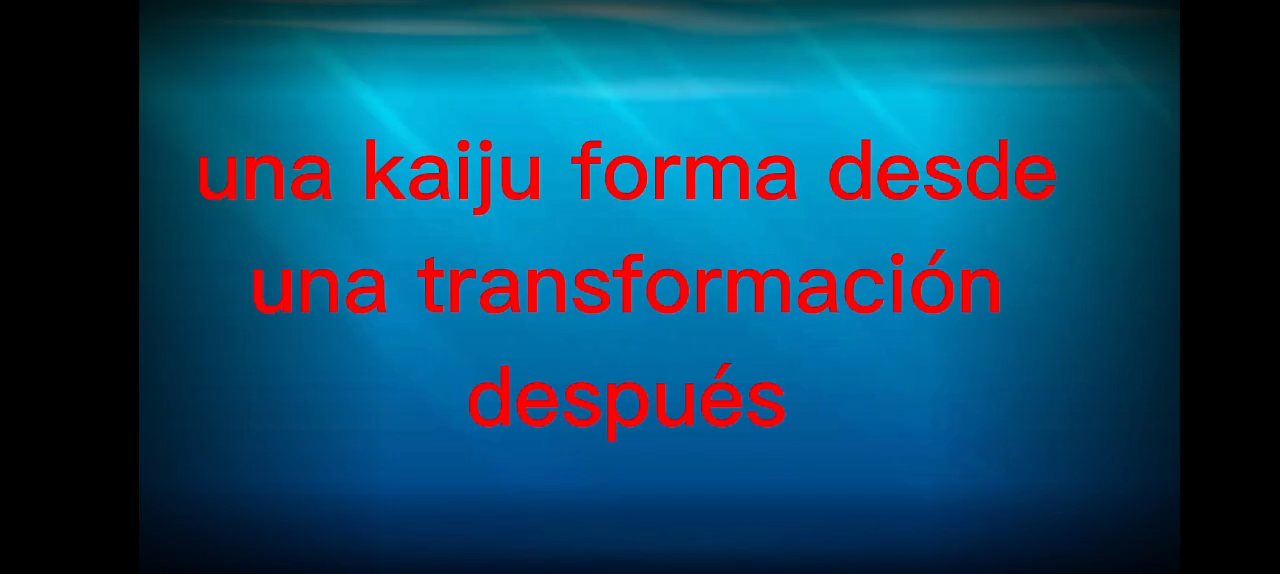 una kaiju forma desde
una transformación
después